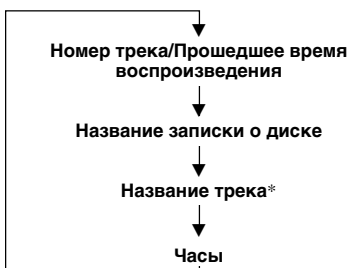 Номер трека/Прошедшее время
воспроизведения
Название записки о диске
Название трека*
Часы